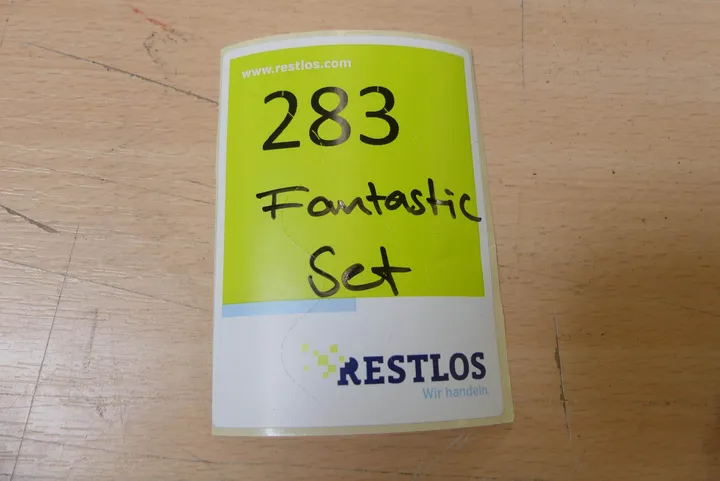 www.restlos.com
283
Fantastic
Set
RESTLOS
Wir handeln